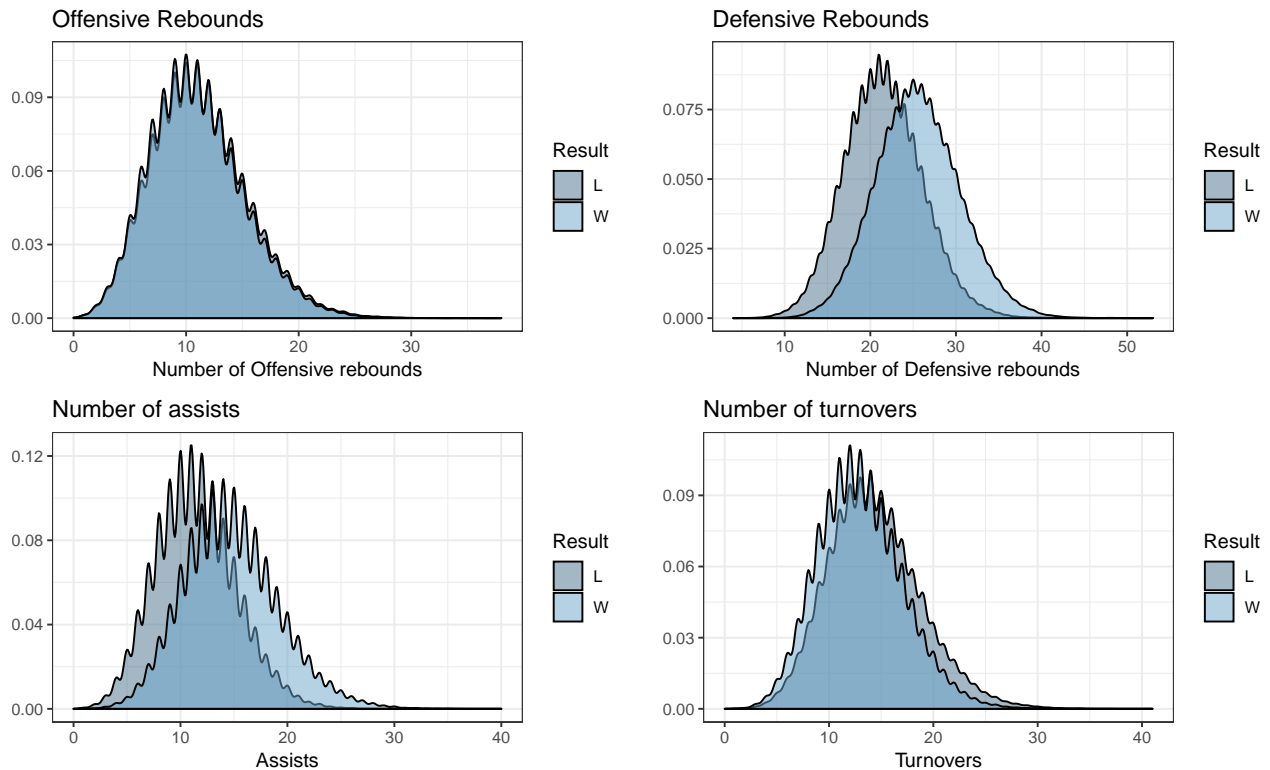 Offensive Rebounds
0.09
0.06
0.03
0.00
0 10 20 30
Number of Offensive rebounds
Result
L
W
Defensive Rebounds
0.075
0.050
0.025
0.000
10 20 30 40 50
Number of Defensive rebounds
Result
L
W
Number of assists
0.12
0.08
0.04
0.00
0 10 20 30 40
Assists
Result
L
W
Number of turnovers
0.09
0.06
0.03
0.00
0 10 20 30 40
Turnovers
Result
L
W